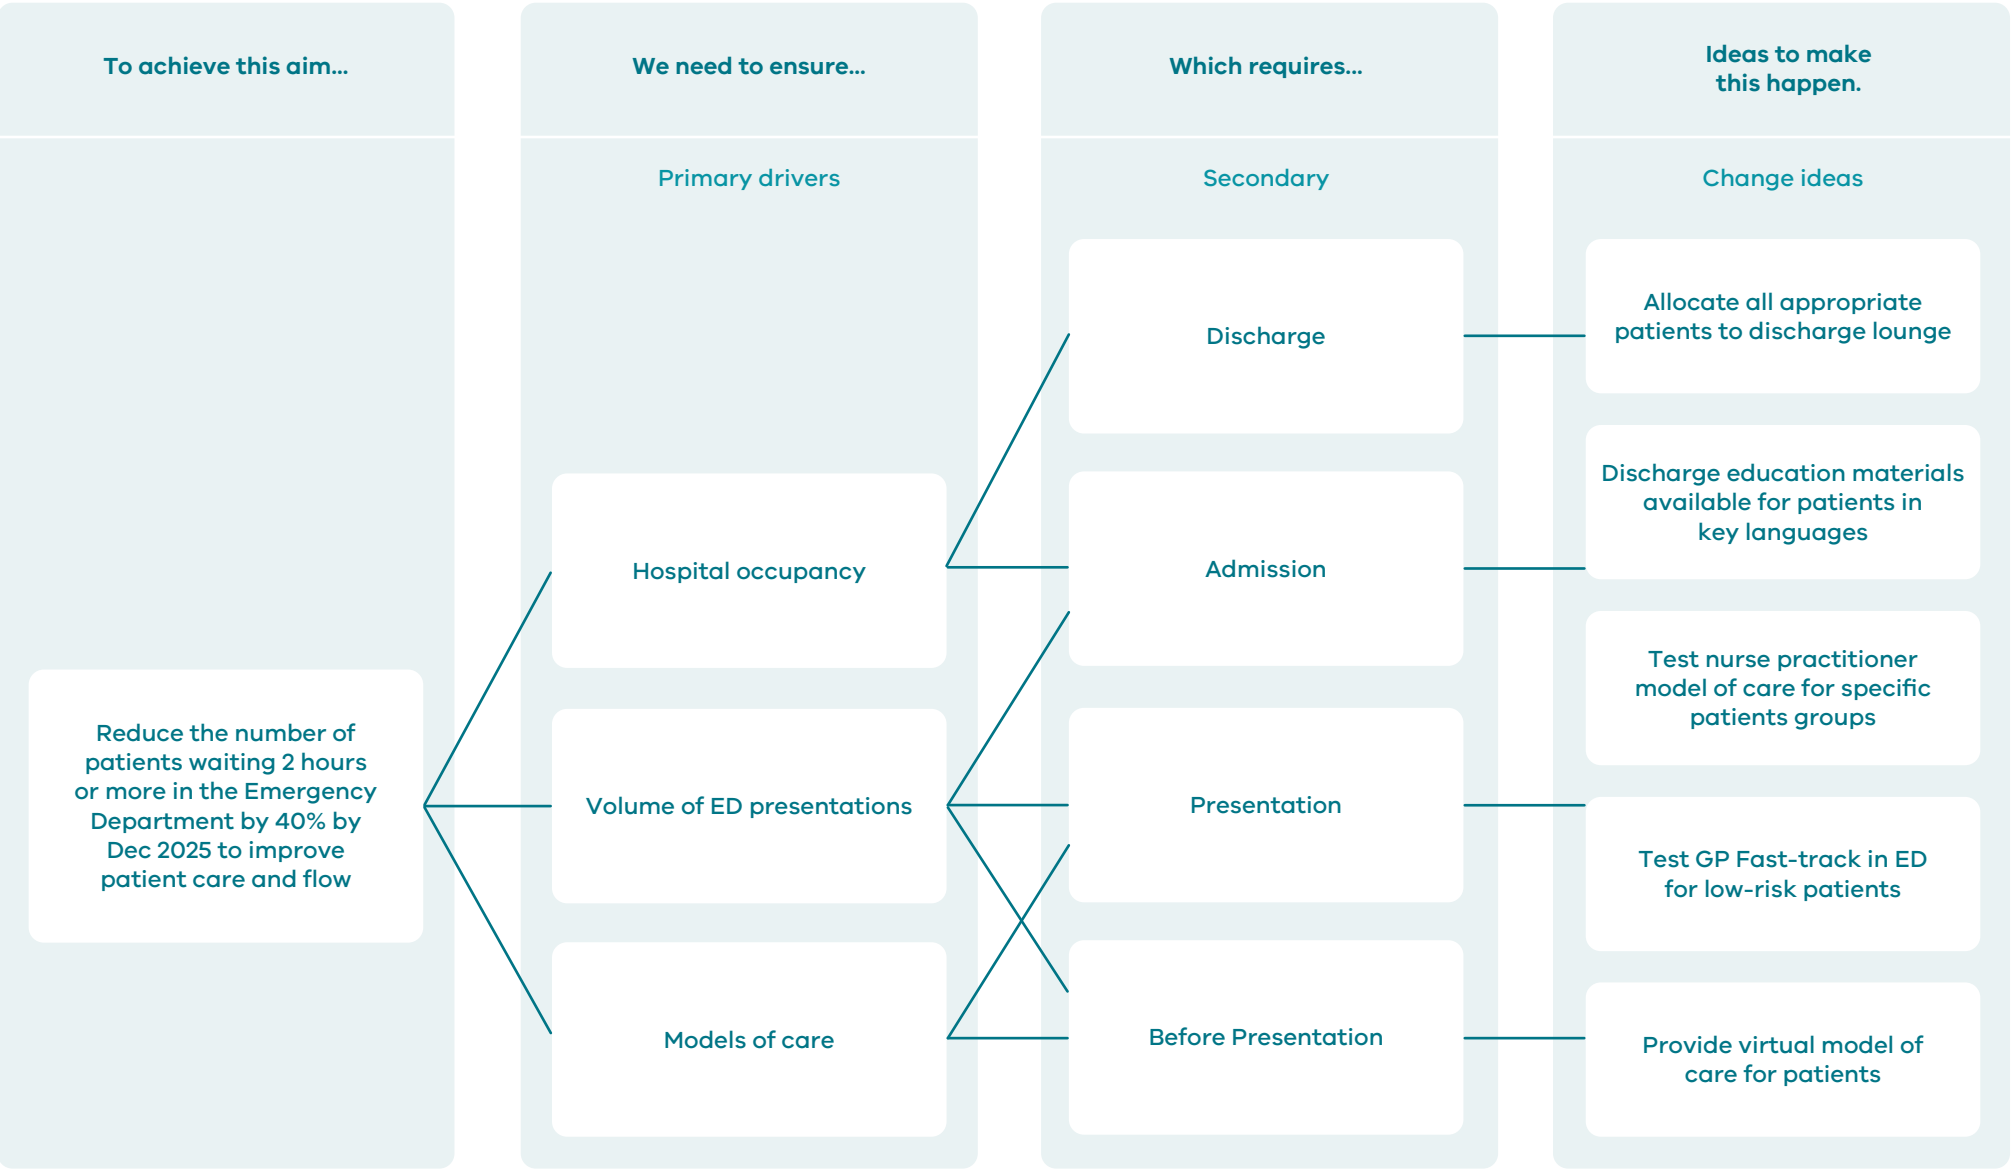 To achieve this aim...
We need to ensure...
Which requires...
Ideas to make
this happen.
Primary drivers
Secondary
Change ideas
Reduce the number of
patients waiting 2 hours
or more in the Emergency
Department by 40% by
Dec 2025 to improve
patient care and flow
Hospital occupancy
Volume of ED presentations
Models of care
Discharge
Admission
Presentation
Before Presentation
Allocate all appropriate
patients to discharge lounge
Discharge education materials
available for patients in
key languages
Test nurse practitioner
model of care for specific
patients groups
Test GP Fast-track in ED
for low-risk patients
Provide virtual model of
care for patients